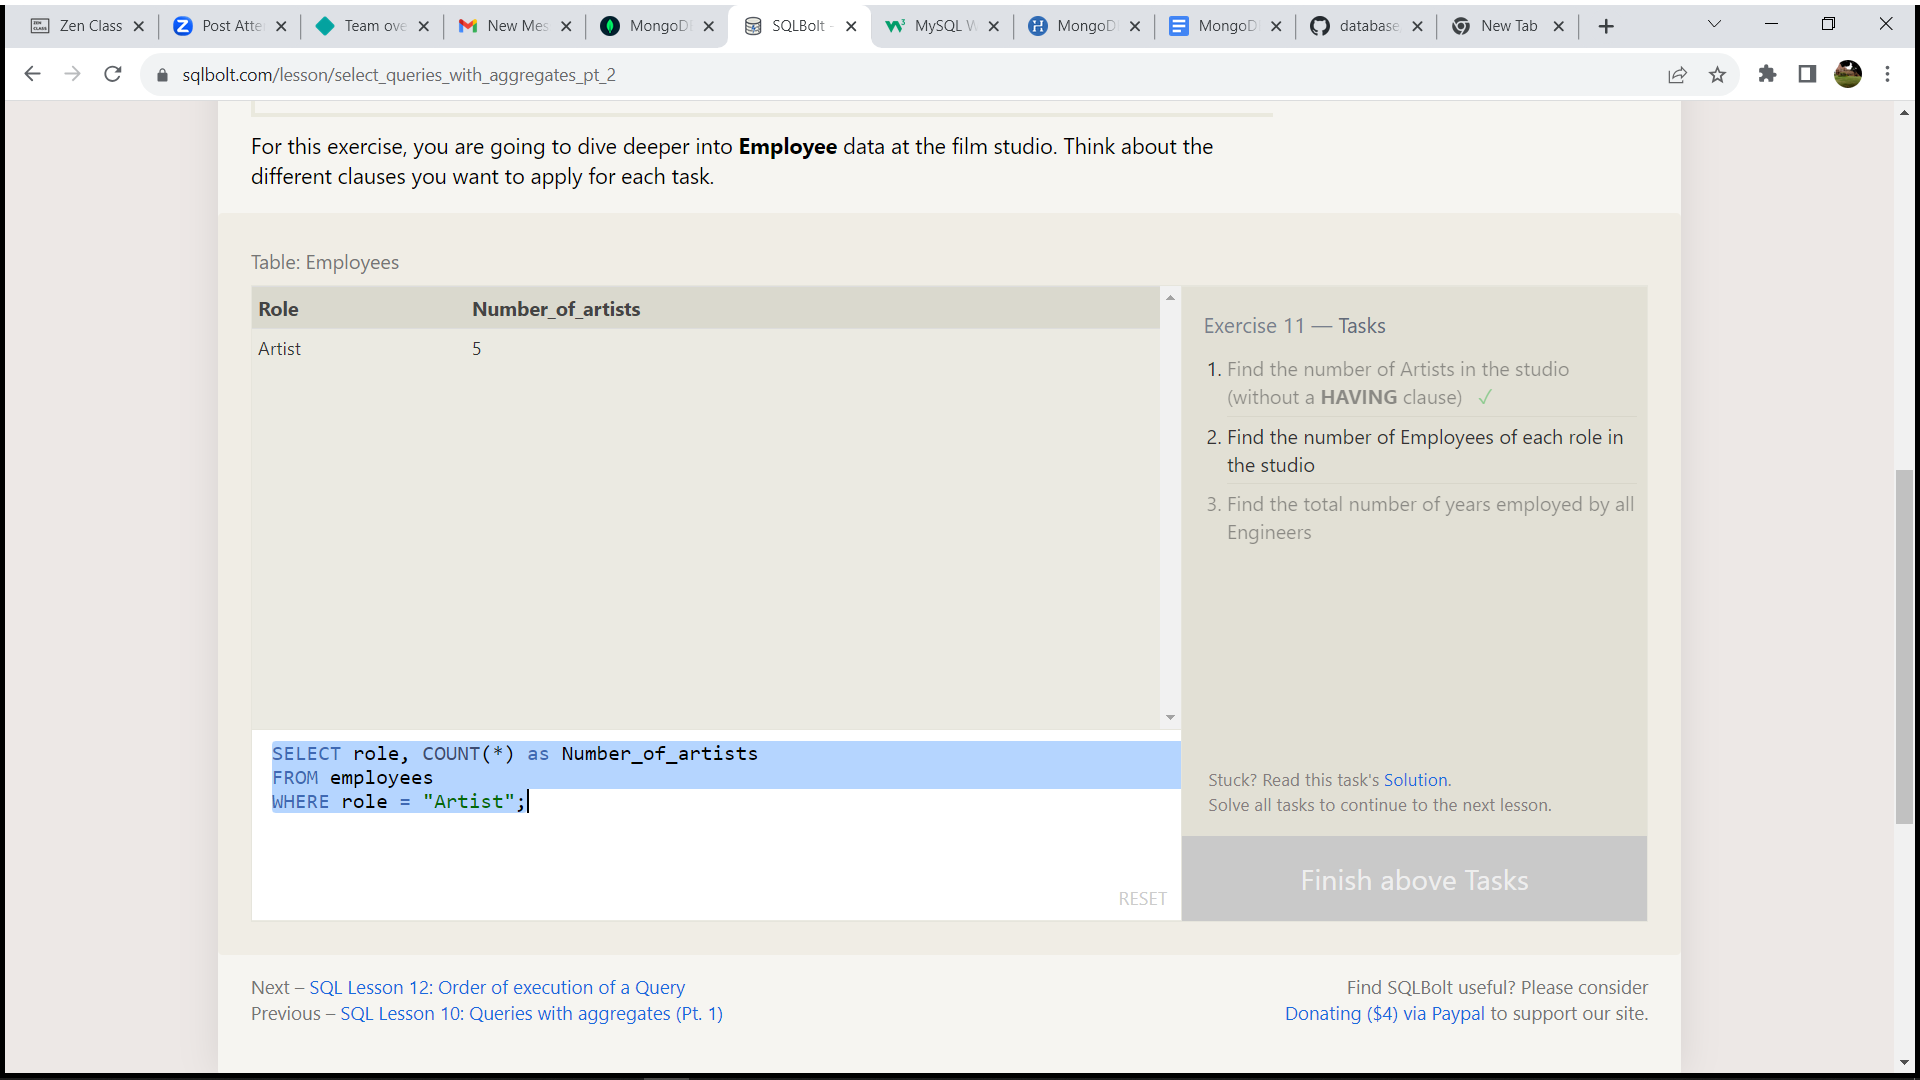 Zen Class
Post Atte
Team ove
New Mes
MongoD
SQLBolt -
MySQL W
MongoD
MongoD
database
New Tab
sqlbolt.com/lesson/select_queries_with_aggregates_pt_2
For this exercise, you are going to dive deeper into Employee data at the film studio. Think about the
different clauses you want to apply for each task.
Table: Employees
Role Number_of_artists
Artist 5
Exercise 11 — Tasks
1. Find the number of Artists in the studio
(without a HAVING clause) ✓
2. Find the number of Employees of each role in
the studio
3. Find the total number of years employed by all
Engineers
SELECT role, COUNT(*) as Number_of_artists
FROM employees
WHERE role = "Artist";
RESET
Stuck? Read this task's Solution.
Solve all tasks to continue to the next lesson.
Finish above Tasks
Next – SQL Lesson 12: Order of execution of a Query
Previous – SQL Lesson 10: Queries with aggregates (Pt. 1)
Find SQLBolt useful? Please consider
Donating ($4) via Paypal to support our site.